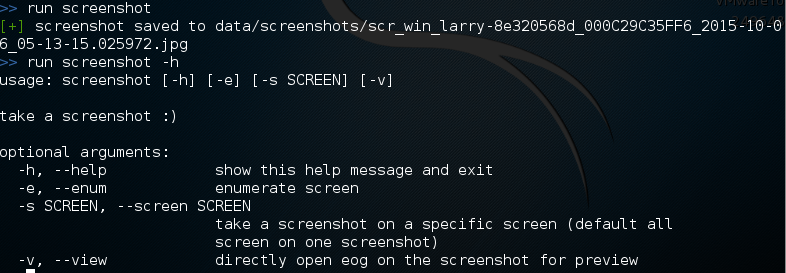 >> run screenshot
[+] screenshot saved to data/screenshots/scr_win_larry-8e320568d_000C29C35FF6_2015-10-0
6_05-13-15.025972.jpg
>> run screenshot -h
usage: screenshot [-h] [-e] [-s SCREEN] [-v]
take a screenshot :)
optional arguments:
-h, --help show this help message and exit
-e, --enum enumerate screen
-s SCREEN, --screen SCREEN
take a screenshot on a specific screen (default all
screen on one screenshot)
-v, --view directly open eog on the screenshot for preview